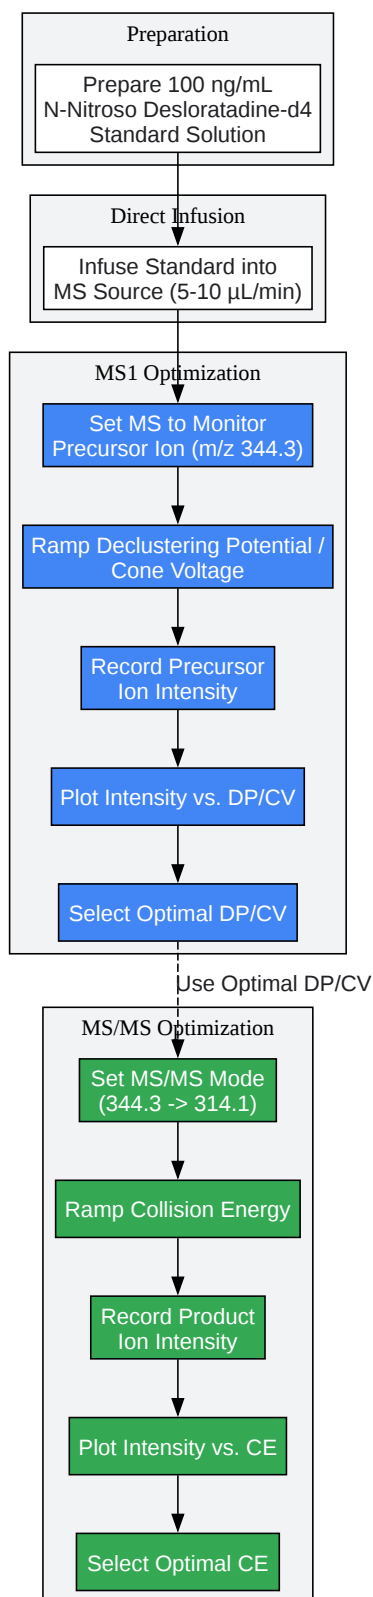 Preparation
Prepare 100 ng/mL
N-Nitroso Desloratadine-d4
Standard Solution
Direct Infusion
Infuse Standard into
MS Source (5-10 µL/min)
MS1 Optimization
Set MS to Monitor
Precursor Ion (m/z 344.3)
Ramp Declustering Potential /
Cone Voltage
Record Precursor
Ion Intensity
Plot Intensity vs. DP/CV
Select Optimal DP/CV
Use Optimal DP/CV
MS/MS Optimization
Set MS/MS Mode
(344.3 -> 314.1)
Ramp Collision Energy
Record Product
Ion Intensity
Plot Intensity vs. CE
Select Optimal CE